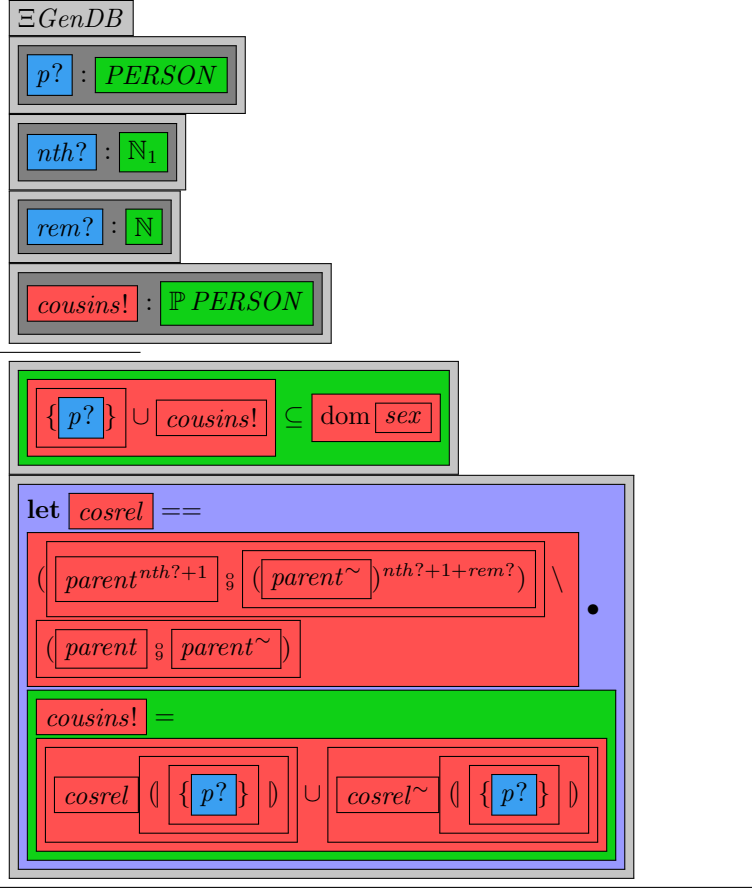 ΞGenDB
p? : PERSON
nth? : ℕ₁
rem? : ℕ
cousins! : ℙ PERSON
{p?} ∪ cousins! ⊆ dom sex
let cosrel ==
(parent^{nth?+1} ⨾ (parent^∼)^{nth?+1+rem?}) \
(parent ⨾ parent^∼) •
cousins! =
cosrel ⦇ {p?} ⦈ ∪ cosrel^∼ ⦇ {p?} ⦈